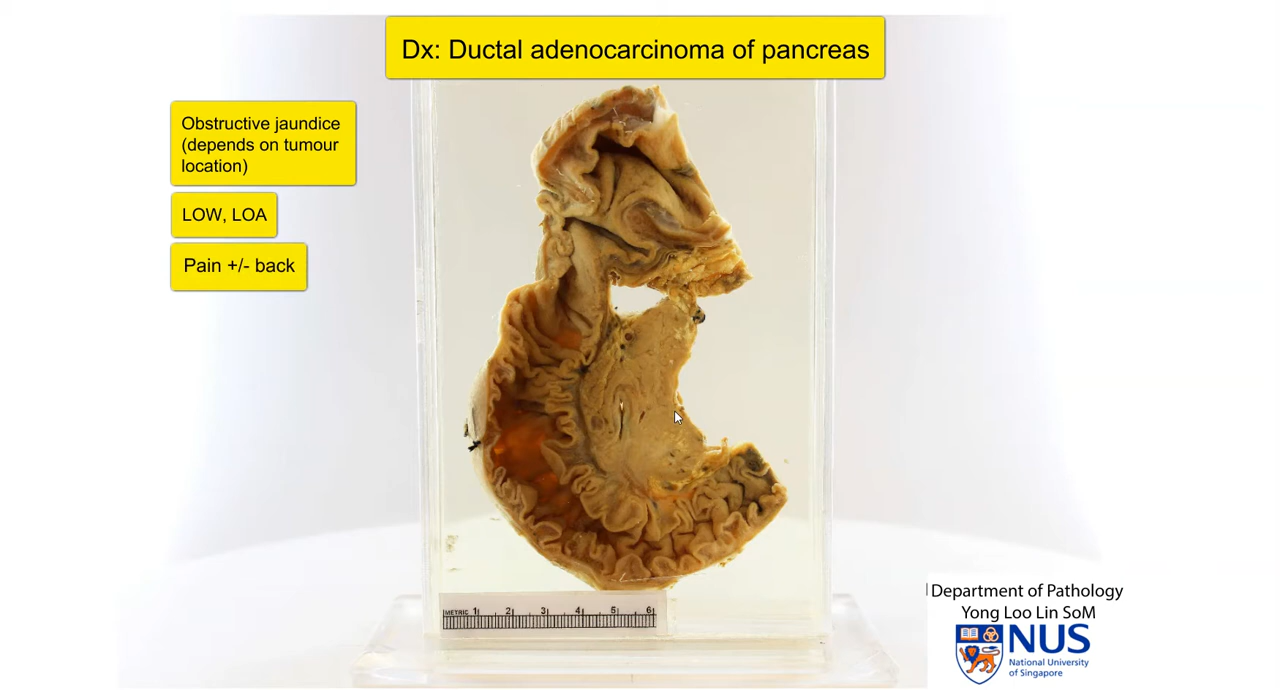 Dx: Ductal adenocarcinoma of pancreas
Obstructive jaundice
(depends on tumour
location)
LOW, LOA
Pain +/- back
METRIC 1 2 3 4 5 6
Department of Pathology
Yong Loo Lin SoM
NUS
National University
of Singapore